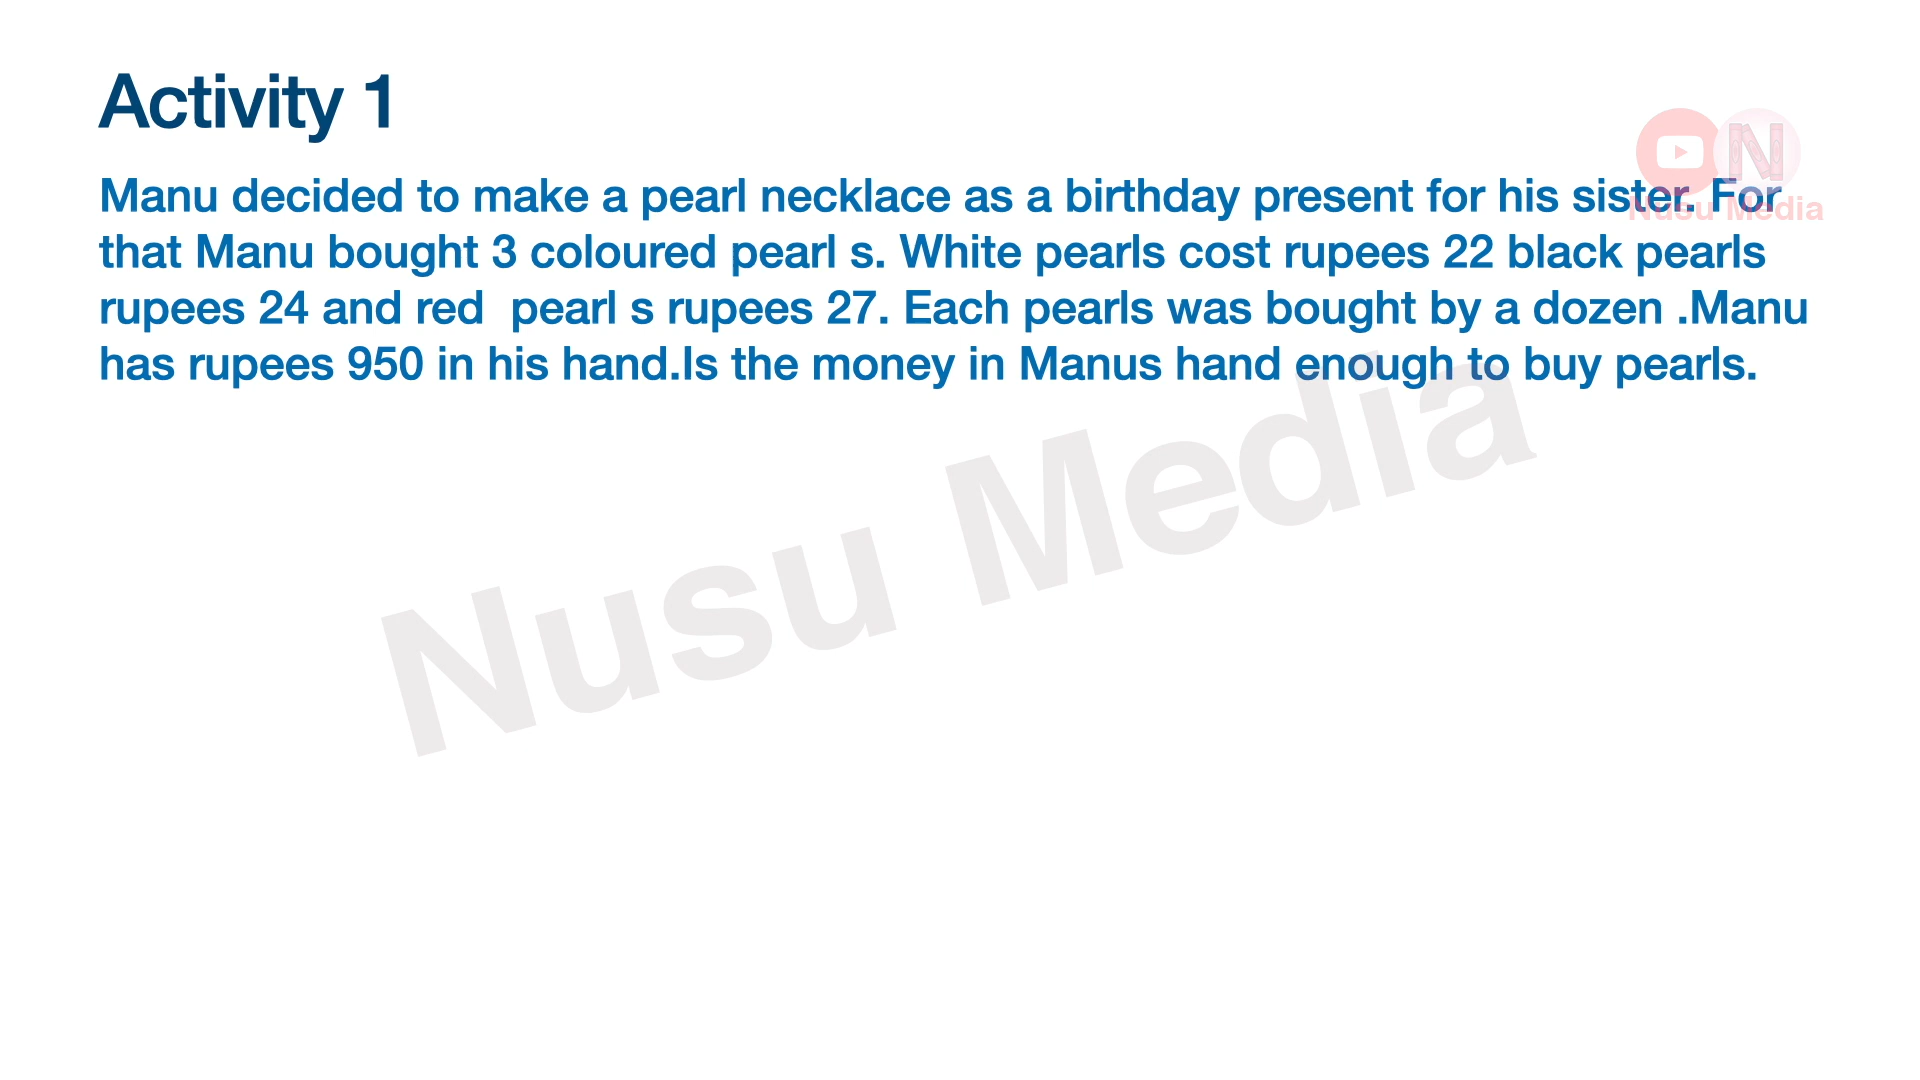 Activity 1
Manu decided to make a pearl necklace as a birthday present for his sister. For
that Manu bought 3 coloured pearl s. White pearls cost rupees 22 black pearls
rupees 24 and red  pearl s rupees 27. Each pearls was bought by a dozen .Manu
has rupees 950 in his hand.Is the money in Manus hand enough to buy pearls.
N
Nusu Media
Nusu Media